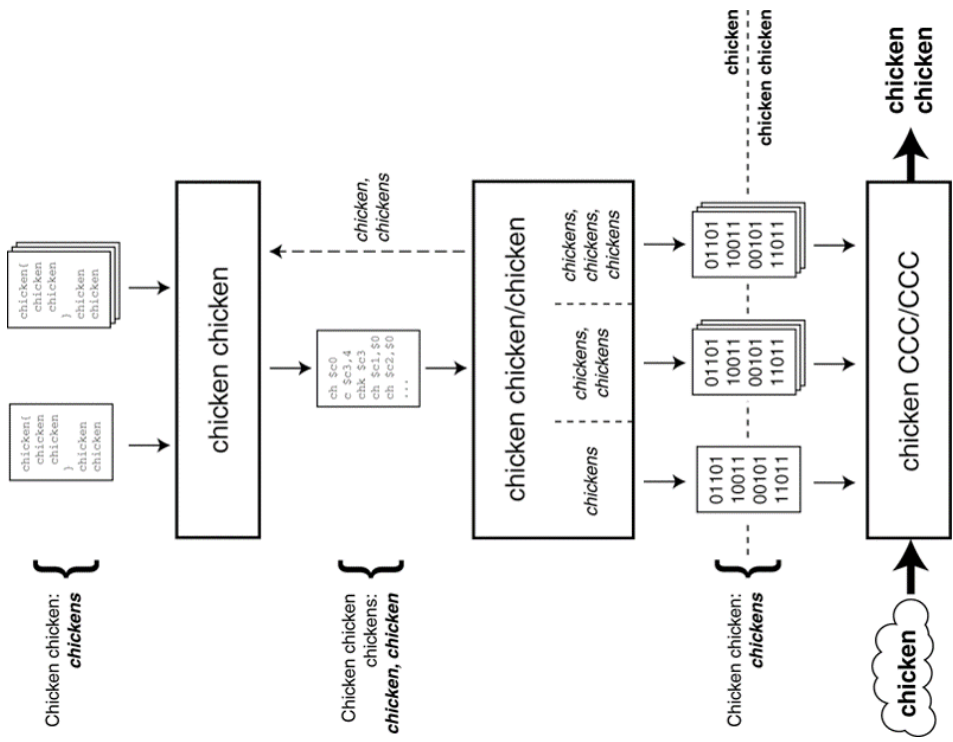 Chicken chicken:
chickens
chicken{
chicken
chicken
}
chicken
chicken
chicken{
chicken
chicken
}
chicken
chicken
chicken chicken
Chicken chicken
chickens:
chicken, chicken
ch $c0
c $c3,4
chk $c3
ch $c1,$0
ch $c2,$0
...
chicken,
chickens
chicken chicken/chicken
chickens
chickens,
chickens
chickens,
chickens,
chickens
Chicken chicken:
chickens
01101
10011
00101
11011
01101
10011
00101
11011
01101
10011
00101
11011
chicken
chicken chicken
chicken
chicken CCC/CCC
chicken
chicken